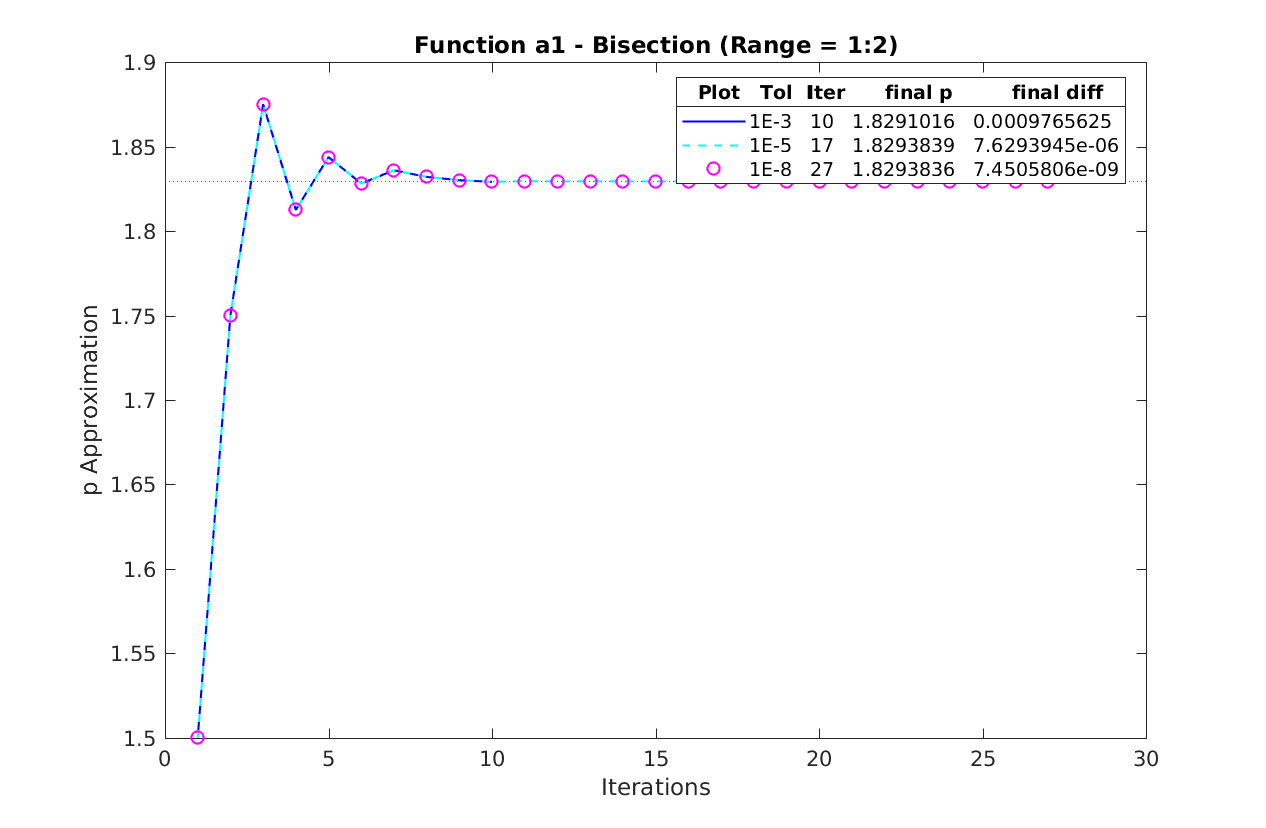 Function a1 - Bisection (Range = 1:2)
1.9
Plot Tol Iter final p final diff
1E-3 10 1.8291016 0.0009765625
1E-5 17 1.8293839 7.6293945e-06
1E-8 27 1.8293836 7.4505806e-09
1.85
1.8
1.75
1.7
1.65
1.6
1.55
1.5
p Approximation
0 5 10 15 20 25 30
Iterations